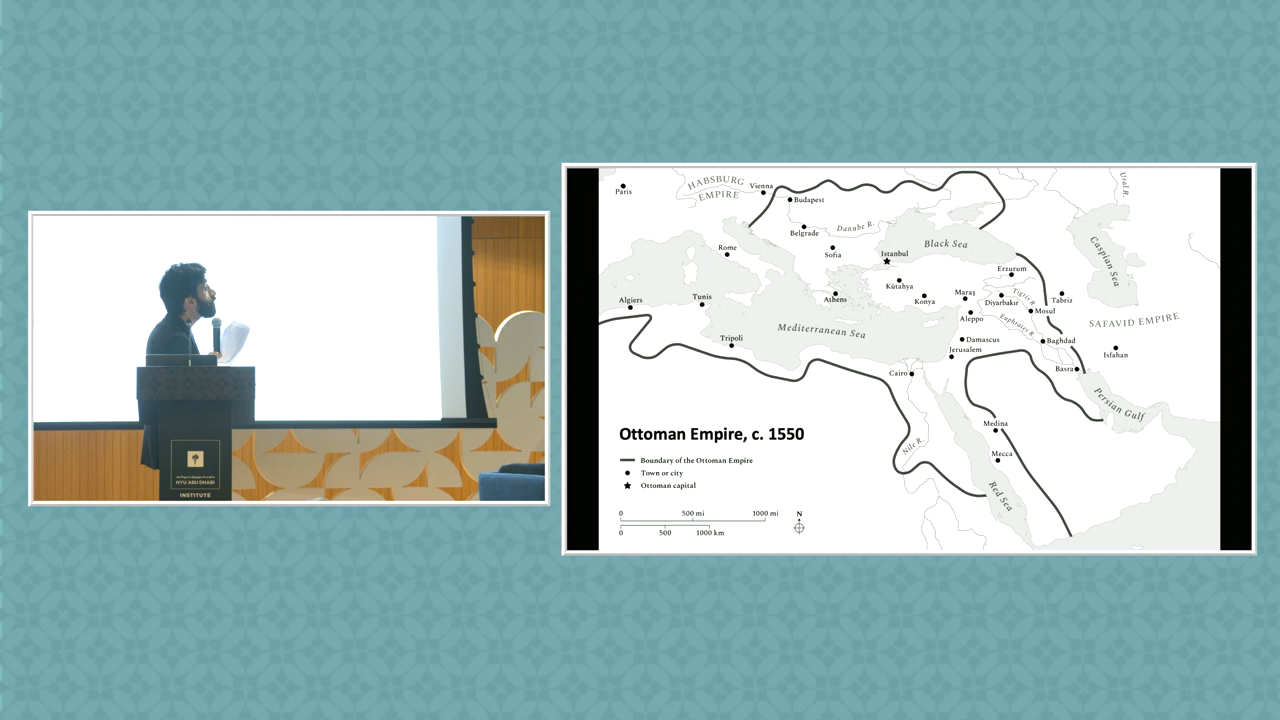 NYU ABU DHABI
INSTITUTE
HABSBURG
EMPIRE
Vienna
Paris
Budapest
Belgrade
Danube R.
Sofia
Rome
Istanbul
Black Sea
Ural R.
Caspian Sea
Erzurum
Kütahya
Konya
Maraş
Diyarbakır
Tigris R.
Tabriz
Mosul
Algiers
Tunis
Athens
Aleppo
Euphrates R.
SAFAVID EMPIRE
Mediterranean Sea
Tripoli
Damascus
Baghdad
Isfahan
Jerusalem
Cairo
Basra
Persian Gulf
Medina
Mecca
Nile R.
Red Sea
Ottoman Empire, c. 1550
Boundary of the Ottoman Empire
Town or city
Ottoman capital
0 500 mi 1000 mi
0 500 1000 km
N